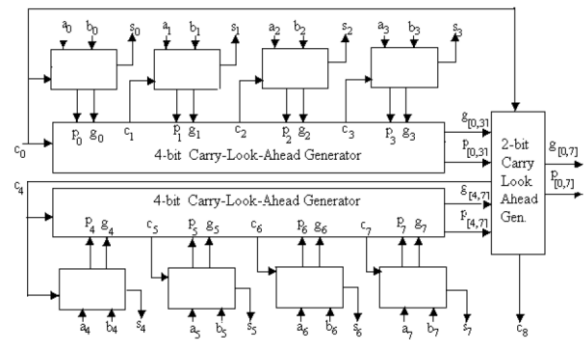 a0 b0 s0 a1 b1 s1 a2 b2 s2 a3 b3 s3
p0 g0 c1 p1 g1 c2 p2 g2 c3 p3 g3
g[0,3]
c0
4-bit Carry-Look-Ahead Generator
p[0,3]
2-bit
Carry
Look
Ahead
Gen.
g[0,7]
p[0,7]
c4
4-bit Carry-Look-Ahead Generator
g[4,7]
p4 g4 c5 p5 g5 c6 p6 g6 c7 p7 g7
p[4,7]
a4 b4 s4 a5 b5 s5 a6 b6 s6 a7 b7 s7
c8